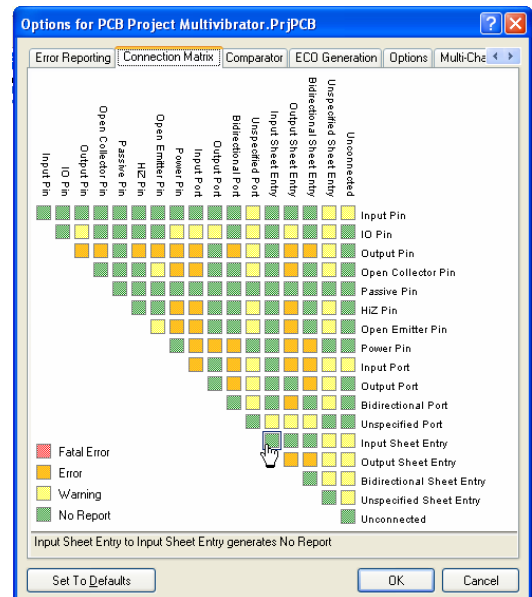 Options for PCB Project Multivibrator.PrjPCB
Error Reporting
Connection Matrix
Comparator
ECO Generation
Options
Multi-Cha
Input Pin
IO Pin
Output Pin
Open Collector Pin
Passive Pin
HiZ Pin
Open Emitter Pin
Power Pin
Input Port
Output Port
Bidirectional Port
Unspecified Port
Input Sheet Entry
Output Sheet Entry
Bidirectional Sheet Entry
Unspecified Sheet Entry
Unconnected
Input Pin
IO Pin
Output Pin
Open Collector Pin
Passive Pin
HiZ Pin
Open Emitter Pin
Power Pin
Input Port
Output Port
Bidirectional Port
Unspecified Port
Input Sheet Entry
Output Sheet Entry
Bidirectional Sheet Entry
Unspecified Sheet Entry
Unconnected
Fatal Error
Error
Warning
No Report
Input Sheet Entry to Input Sheet Entry generates No Report
Set To Defaults
OK
Cancel